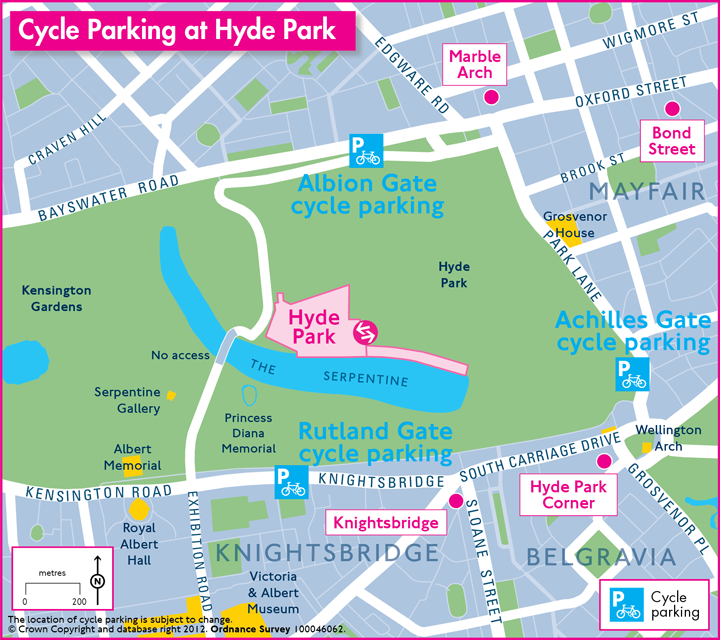 Cycle Parking at Hyde Park
WIGMORE ST
EDGWARE RD
Marble
Arch
OXFORD STREET
Bond
Street
CRAVEN HILL
P
Albion Gate
cycle parking
BROOK ST
MAYFAIR
BAYSWATER ROAD
Grosvenor
House
PARK LANE
Kensington
Gardens
Hyde
Park
Hyde
Park
Achilles Gate
cycle parking
P
No access
THE SERPENTINE
Serpentine
Gallery
Princess
Diana
Memorial
Rutland Gate
cycle parking
Wellington
Arch
Albert
Memorial
SOUTH CARRIAGE DRIVE
P
KNIGHTSBRIDGE
KENSINGTON ROAD
Hyde Park
Corner
GROSVENOR PL
Knightsbridge
EXHIBITION ROAD
SLOANE STREET
Royal
Albert
Hall
KNIGHTSBRIDGE
BELGRAVIA
Victoria
& Albert
Museum
metres
0 200
N
P
Cycle
parking
The location of cycle parking is subject to change.
© Crown Copyright and database right 2012. Ordnance Survey 100046062.